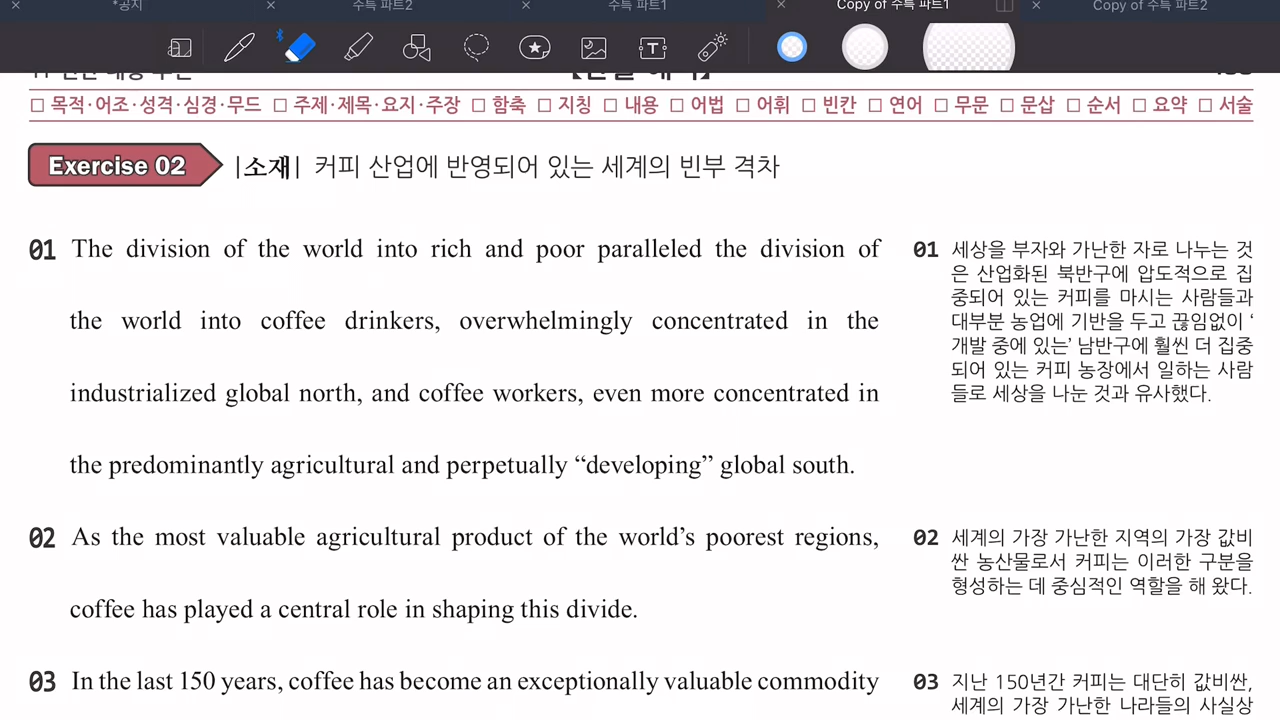 *공지
수특 파트2
수특 파트1
Copy of 수특 파트1
Copy of 수특 파트2
□ 목적·어조·성격·심경·무드 □ 주제·제목·요지·주장 □ 함축 □ 지칭 □ 내용 □ 어법 □ 어휘 □ 빈칸 □ 연어 □ 무문 □ 문삽 □ 순서 □ 요약 □ 서술
Exercise 02 |소재| 커피 산업에 반영되어 있는 세계의 빈부 격차
01 The division of the world into rich and poor paralleled the division of
the world into coffee drinkers, overwhelmingly concentrated in the
industrialized global north, and coffee workers, even more concentrated in
the predominantly agricultural and perpetually “developing” global south.
01 세상을 부자와 가난한 자로 나누는 것
은 산업화된 북반구에 압도적으로 집
중되어 있는 커피를 마시는 사람들과
대부분 농업에 기반을 두고 끊임없이 ‘
개발 중에 있는’ 남반구에 훨씬 더 집중
되어 있는 커피 농장에서 일하는 사람
들로 세상을 나눈 것과 유사했다.
02 As the most valuable agricultural product of the world’s poorest regions,
coffee has played a central role in shaping this divide.
02 세계의 가장 가난한 지역의 가장 값비
싼 농산물로서 커피는 이러한 구분을
형성하는 데 중심적인 역할을 해 왔다.
03 In the last 150 years, coffee has become an exceptionally valuable commodity
03 지난 150년간 커피는 대단히 값비싼,
세계의 가장 가난한 나라들의 사실상